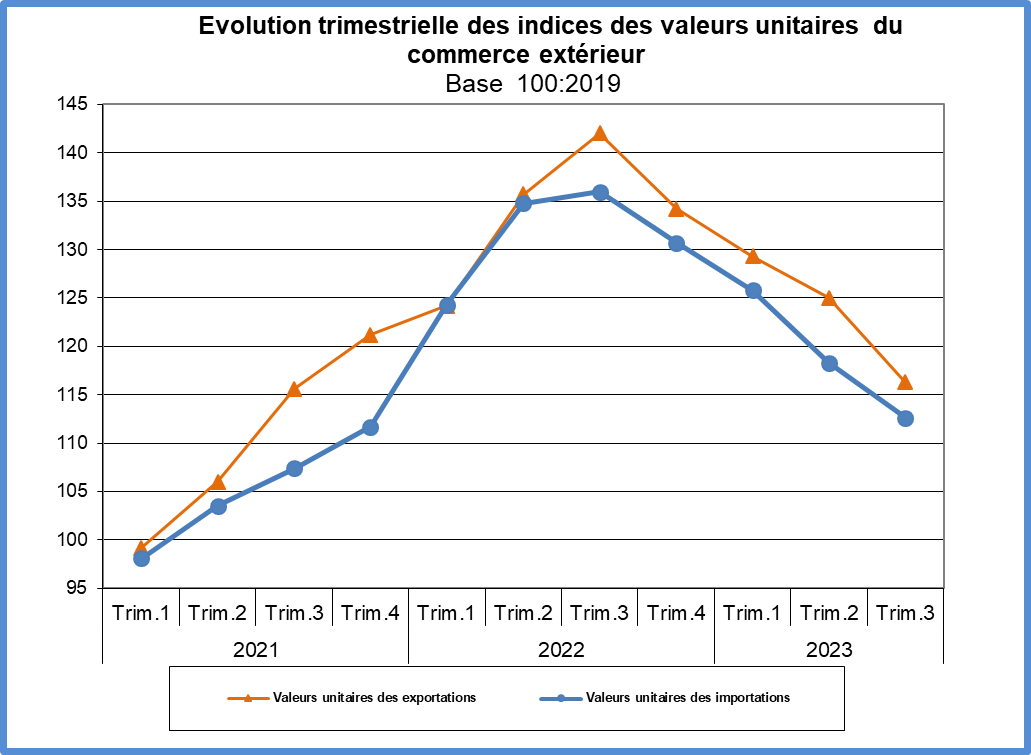 Evolution trimestrielle des indices des valeurs unitaires  du
commerce extérieur
Base  100:2019
145
140
135
130
125
120
115
110
105
100
95
Trim.1 Trim.2 Trim.3 Trim.4 Trim.1 Trim.2 Trim.3 Trim.4 Trim.1 Trim.2 Trim.3
2021 2022 2023
Valeurs unitaires des exportations Valeurs unitaires des importations